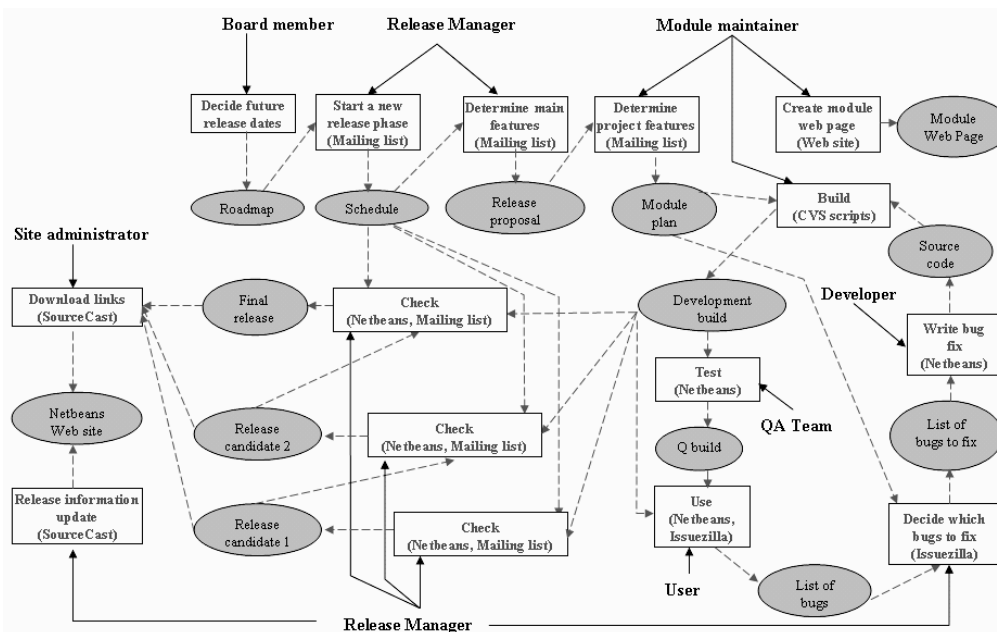 Board member
Release Manager
Module maintainer
Decide future
release dates
Start a new
release phase
(Mailing list)
Determine main
features
(Mailing list)
Determine
project features
(Mailing list)
Create module
web page
(Web site)
Module
Web Page
Roadmap
Schedule
Release
proposal
Module
plan
Build
(CVS scripts)
Source
code
Site administrator
Download links
(SourceCast)
Final
release
Check
(Netbeans, Mailing list)
Development
build
Developer
Write bug
fix
(Netbeans)
Test
(Netbeans)
QA Team
Netbeans
Web site
Release
candidate 2
Check
(Netbeans, Mailing list)
Q build
List of
bugs to fix
Release information
update
(SourceCast)
Release
candidate 1
Check
(Netbeans, Mailing list)
Use
(Netbeans,
Issuezilla)
Decide which
bugs to fix
(Issuezilla)
User
List of
bugs
Release Manager